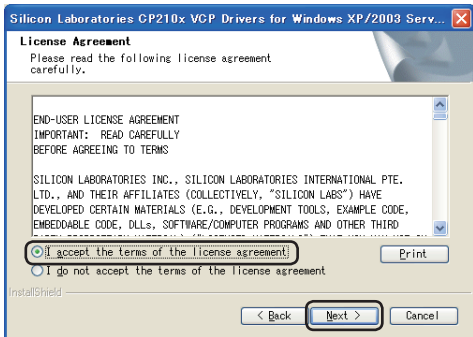 Silicon Laboratories CP210x VCP Drivers for Windows XP/2003 Serv...
License Agreement
Please read the following license agreement
carefully.
END-USER LICENSE AGREEMENT
IMPORTANT: READ CAREFULLY
BEFORE AGREEING TO TERMS
SILICON LABORATORIES INC., SILICON LABORATORIES INTERNATIONAL PTE.
LTD., AND THEIR AFFILIATES (COLLECTIVELY, "SILICON LABS") HAVE
DEVELOPED CERTAIN MATERIALS (E.G., DEVELOPMENT TOOLS, EXAMPLE CODE,
EMBEDDABLE CODE, DLLs, SOFTWARE/COMPUTER PROGRAMS AND OTHER THIRD
I accept the terms of the license agreement
Print
I do not accept the terms of the license agreement
InstallShield
< Back
Next >
Cancel